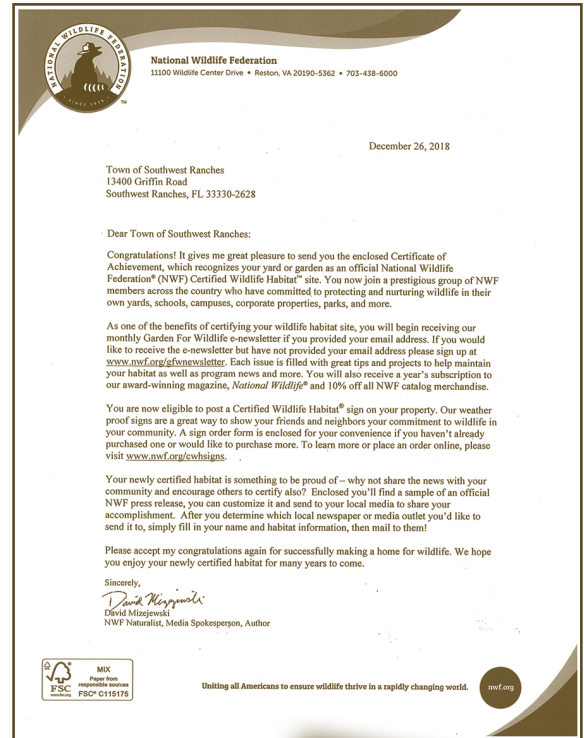 NATIONAL WILDLIFE FEDERATION
• SINCE 1936 •
TM
National Wildlife Federation
11100 Wildlife Center Drive • Reston, VA 20190-5362 • 703-438-6000
December 26, 2018
Town of Southwest Ranches
13400 Griffin Road
Southwest Ranches, FL 33330-2628
Dear Town of Southwest Ranches:
Congratulations! It gives me great pleasure to send you the enclosed Certificate of
Achievement, which recognizes your yard or garden as an official National Wildlife
Federation® (NWF) Certified Wildlife Habitat™ site. You now join a prestigious group of NWF
members across the country who have committed to protecting and nurturing wildlife in their
own yards, schools, campuses, corporate properties, parks, and more.
As one of the benefits of certifying your wildlife habitat site, you will begin receiving our
monthly Garden For Wildlife e-newsletter if you provided your email address. If you would
like to receive the e-newsletter but have not provided your email address please sign up at
www.nwf.org/gfwnewsletter. Each issue is filled with great tips and projects to help maintain
your habitat as well as program news and more. You will also receive a year's subscription to
our award-winning magazine, National Wildlife® and 10% off all NWF catalog merchandise.
You are now eligible to post a Certified Wildlife Habitat® sign on your property. Our weather
proof signs are a great way to show your friends and neighbors your commitment to wildlife in
your community. A sign order form is enclosed for your convenience if you haven't already
purchased one or would like to purchase more. To learn more or place an order online, please
visit www.nwf.org/cwhsigns.
Your newly certified habitat is something to be proud of – why not share the news with your
community and encourage others to certify also? Enclosed you'll find a sample of an official
NWF press release, you can customize it and send to your local media to share your
accomplishment. After you determine which local newspaper or media outlet you'd like to
send it to, simply fill in your name and habitat information, then mail to them!
Please accept my congratulations again for successfully making a home for wildlife. We hope
you enjoy your newly certified habitat for many years to come.
Sincerely,
David Mizejewski
David Mizejewski
NWF Naturalist, Media Spokesperson, Author
MIX
Paper from
responsible sources
FSC® C115175
FSC
www.fsc.org
Uniting all Americans to ensure wildlife thrive in a rapidly changing world.
nwf.org